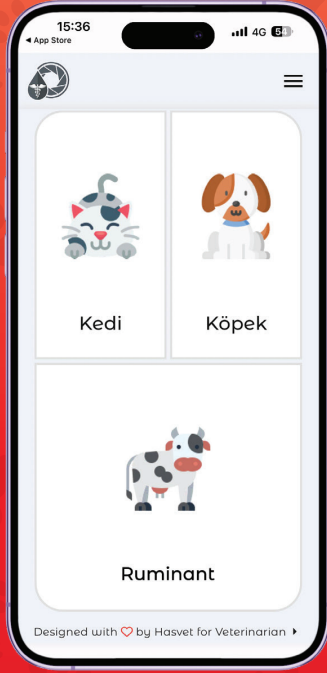 15:36
4G 54
◀ App Store
Kedi
Köpek
Ruminant
Designed with ♡ by Hasvet for Veterinarian ▸